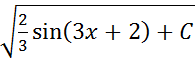 √(2/3 sin(3x + 2) + C)